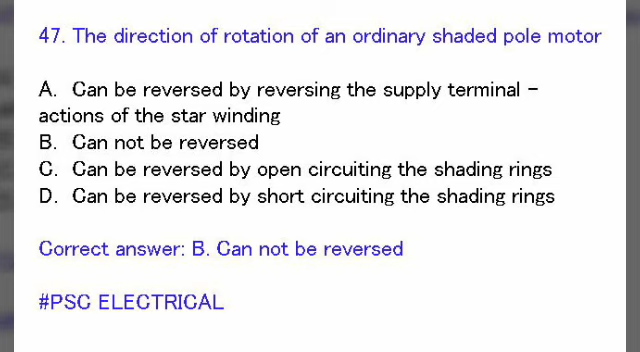 47. The direction of rotation of an ordinary shaded pole motor
A. Can be reversed by reversing the supply terminal -
actions of the star winding
B. Can not be reversed
C. Can be reversed by open circuiting the shading rings
D. Can be reversed by short circuiting the shading rings
Correct answer: B. Can not be reversed
#PSC ELECTRICAL